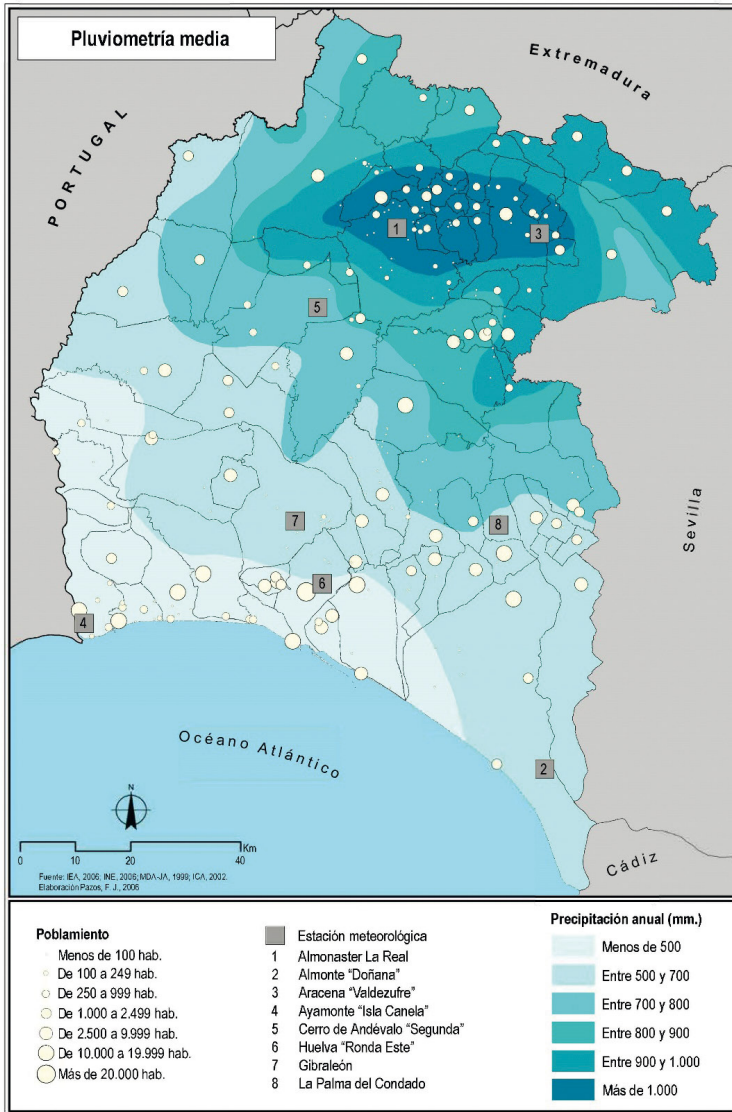 Pluviometría media
Extremadura
PORTUGAL
1
3
5
7
8
6
4
2
Sevilla
Océano Atlántico
Cádiz
N
0 10 20 40 Km
Fuente: IEA, 2006; INE, 2006; MDA-JA, 1999; ICA, 2002.
Elaboración Pazos, F. J., 2006
Poblamiento
Menos de 100 hab.
De 100 a 249 hab.
De 250 a 999 hab.
De 1.000 a 2.499 hab.
De 2.500 a 9.999 hab.
De 10.000 a 19.999 hab.
Más de 20.000 hab.
Estación meteorológica
1 Almonaster La Real
2 Almonte “Doñana”
3 Aracena “Valdezufre”
4 Ayamonte “Isla Canela”
5 Cerro de Andévalo “Segunda”
6 Huelva “Ronda Este”
7 Gibraleón
8 La Palma del Condado
Precipitación anual (mm.)
Menos de 500
Entre 500 y 700
Entre 700 y 800
Entre 800 y 900
Entre 900 y 1.000
Más de 1.000